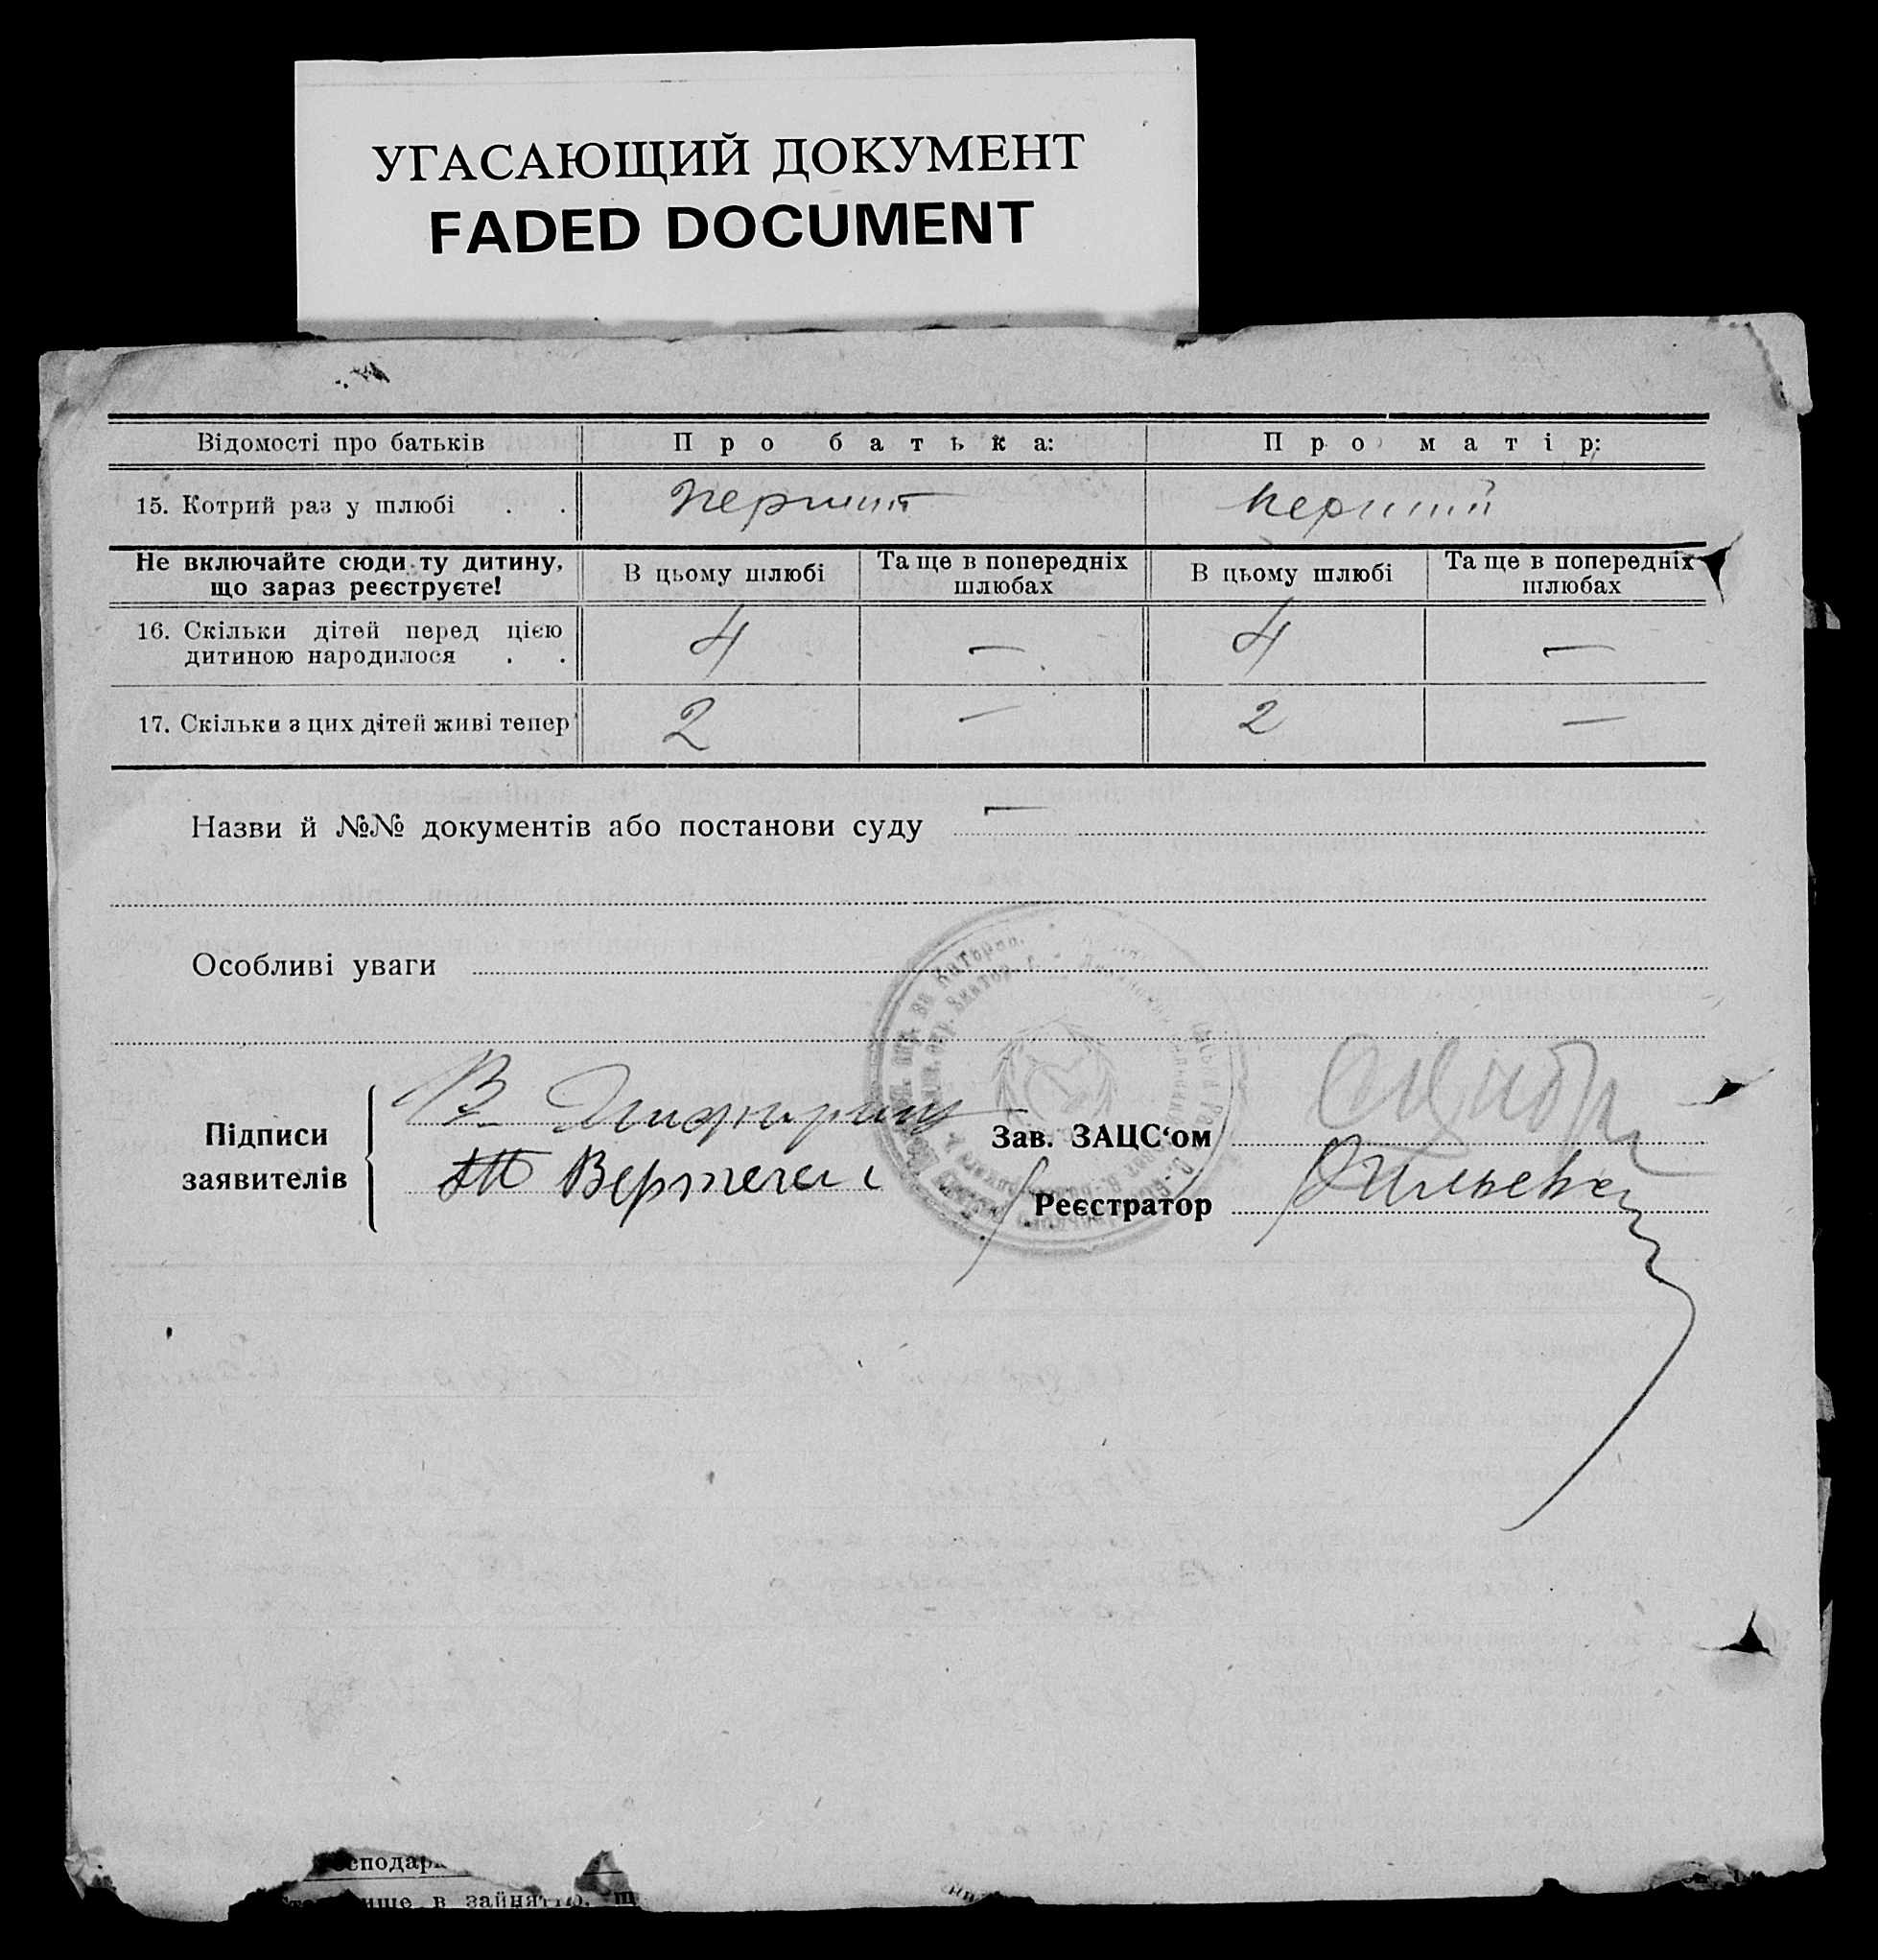 УГАСАЮЩИЙ ДОКУМЕНТ
FADED DOCUMENT
Відомості про батьків
Про батька:
Про матір:
15. Котрий раз у шлюбі . .
перший
перший
Не включайте сюди ту дитину,
що зараз реєструєте!
В цьому шлюбі
Та ще в попередніх
шлюбах
В цьому шлюбі
Та ще в попередніх
шлюбах
16. Скільки дітей перед цією
дитиною народилося . .
4
—
4
—
17. Скільки з цих дітей живі тепер
2
—
2
—
Назви й №№ документів або постанови суду —
Особливі уваги
Підписи
заявителів
В.
Зав. ЗАЦС‘ом
Реєстратор
в зайнят